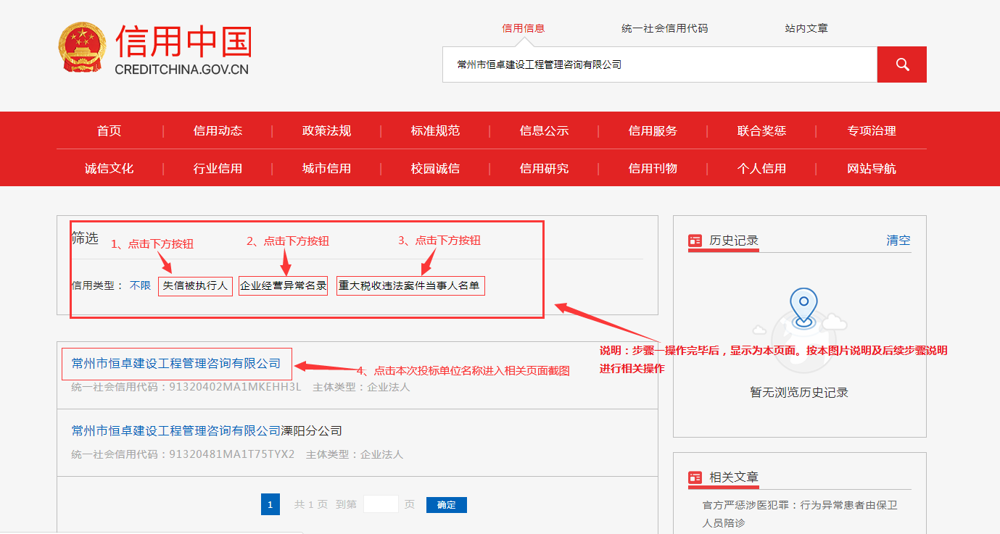 信用中国
CREDITCHINA.GOV.CN
信用信息 统一社会信用代码 站内文章
常州市恒卓建设工程管理咨询有限公司
首页 | 信用动态 | 政策法规 | 标准规范 | 信息公示 | 信用服务 | 联合奖惩 | 专项治理
诚信文化 | 行业信用 | 城市信用 | 校园诚信 | 信用研究 | 信用刊物 | 个人信用 | 网站导航
筛选
1、点击下方按钮 2、点击下方按钮 3、点击下方按钮
信用类型： 不限 失信被执行人 企业经营异常名录 重大税收违法案件当事人名单
历史记录 清空
说明：步骤一操作完毕后，显示为本页面。按本图片说明及后续步骤说明
进行相关操作
暂无浏览历史记录
常州市恒卓建设工程管理咨询有限公司
4、点击本次投标单位名称进入相关页面截图
统一社会信用代码：91320402MA1MKEHH3L 主体类型：企业法人
常州市恒卓建设工程管理咨询有限公司溧阳分公司
统一社会信用代码：91320481MA1T75TYX2 主体类型：企业法人
1 共 1 页 到第 页 确定
相关文章
官方严惩涉医犯罪：行为异常患者由保卫
人员陪诊